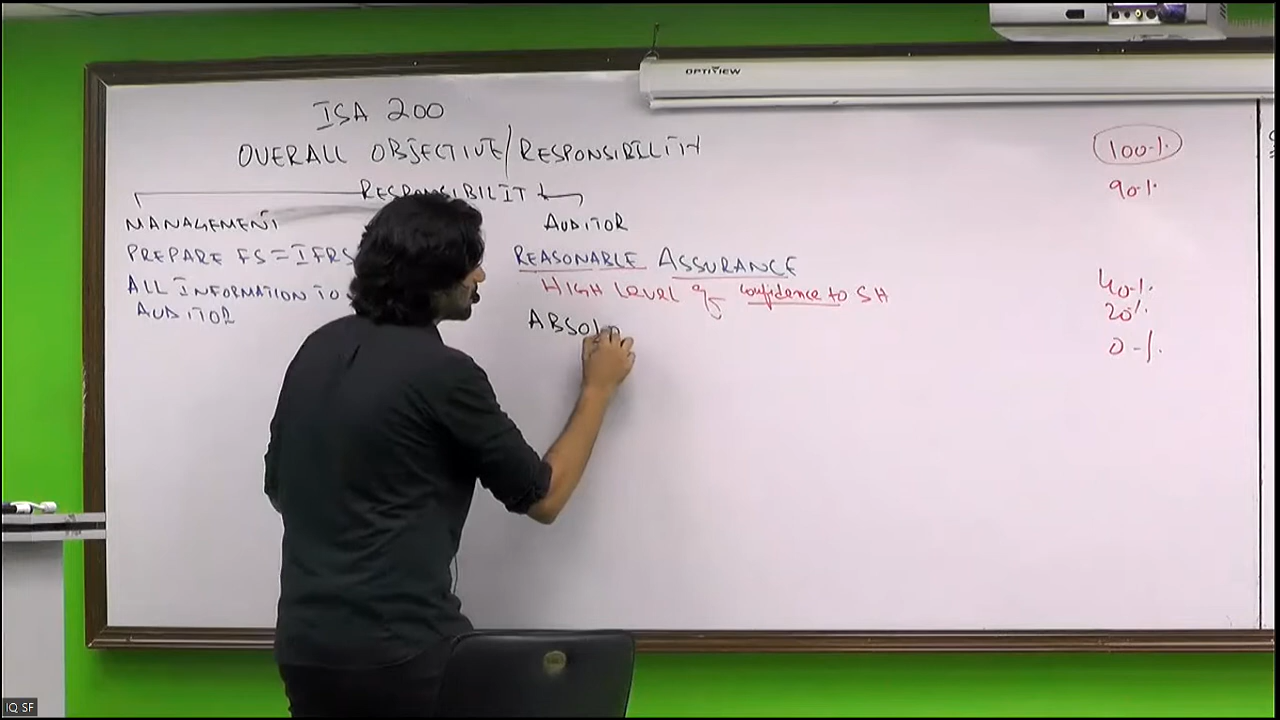 OPTIVIEW
ISA 200
OVERALL OBJECTIVE/RESPONSIBILITY
RESPONSIBILIT
MANAGEMENT
PREPARE FS=IFRS
ALL INFORMATION TO
AUDITOR
AUDITOR
REASONABLE ASSURANCE
HIGH LEVEL of confidence to SH
ABSOL
100%
90%
40%
20%
0%
IQ SF